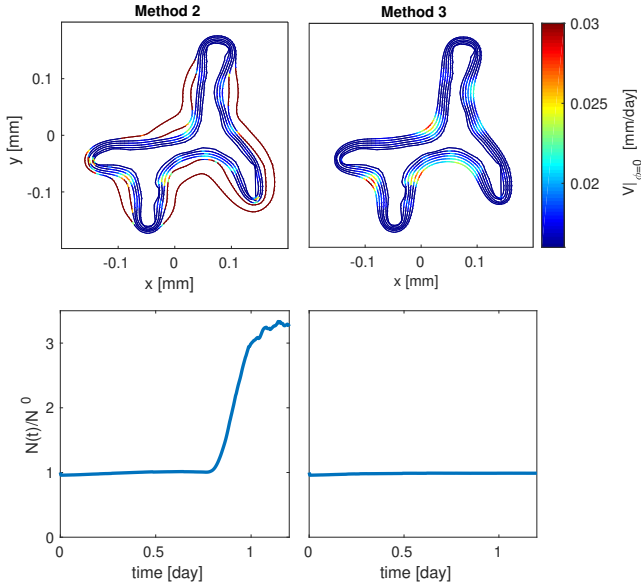 Method 2
Method 3
0.1
0
-0.1
y [mm]
-0.1
0
0.1
x [mm]
-0.1
0
0.1
x [mm]
0.03
0.025
0.02
V|ϕ=0 [mm/day]
3
2
1
0
N(t)/N^0
0
0.5
1
time [day]
0
0.5
1
time [day]